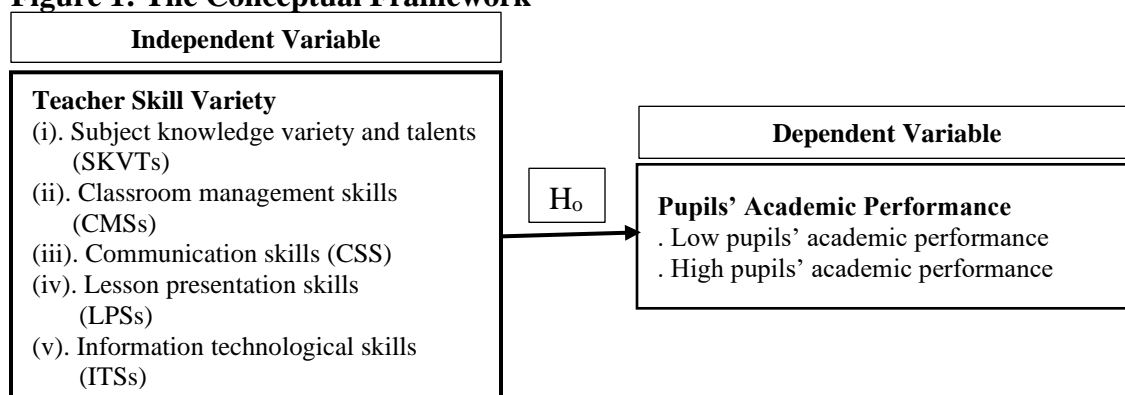 Figure 1: The Conceptual Framework
Independent Variable
Teacher Skill Variety
(i). Subject knowledge variety and talents
(SKVTs)
(ii). Classroom management skills
(CMSs)
(iii). Communication skills (CSS)
(iv). Lesson presentation skills
(LPSs)
(v). Information technological skills
(ITSs)
Hₒ
Dependent Variable
Pupils’ Academic Performance
. Low pupils’ academic performance
. High pupils’ academic performance